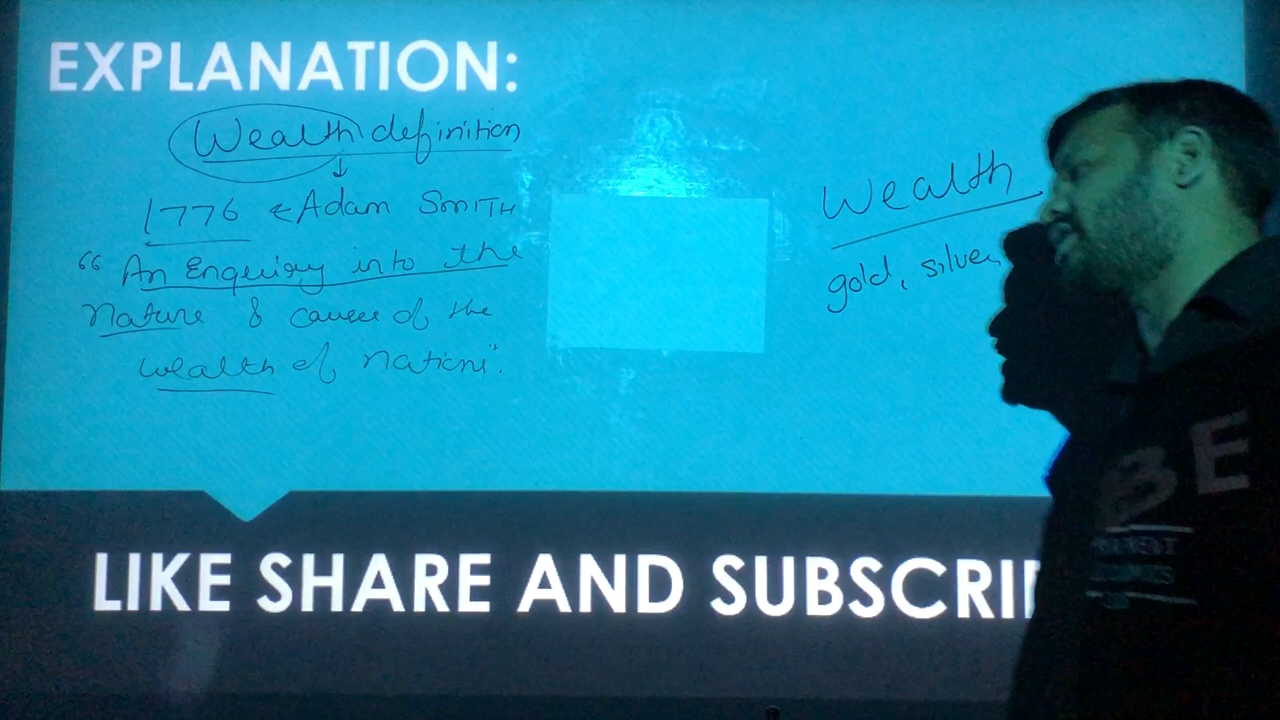 EXPLANATION:
Wealth definition
1776 ← Adam SMITH
"An Enquiry into the
Nature & causes of the
wealth of nations".
Wealth
gold, silver
LIKE SHARE AND SUBSCRI
BE